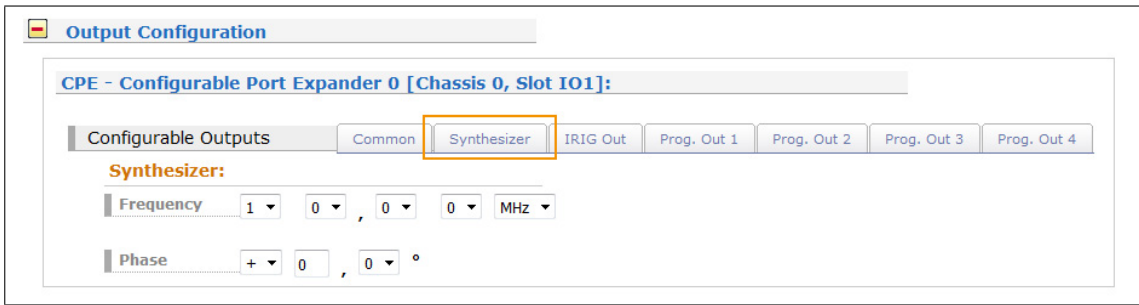 Output Configuration
CPE - Configurable Port Expander 0 [Chassis 0, Slot IO1]:
Configurable Outputs Common Synthesizer IRIG Out Prog. Out 1 Prog. Out 2 Prog. Out 3 Prog. Out 4
Synthesizer:
Frequency 1 0 , 0 0 MHz
Phase + 0 , 0 °